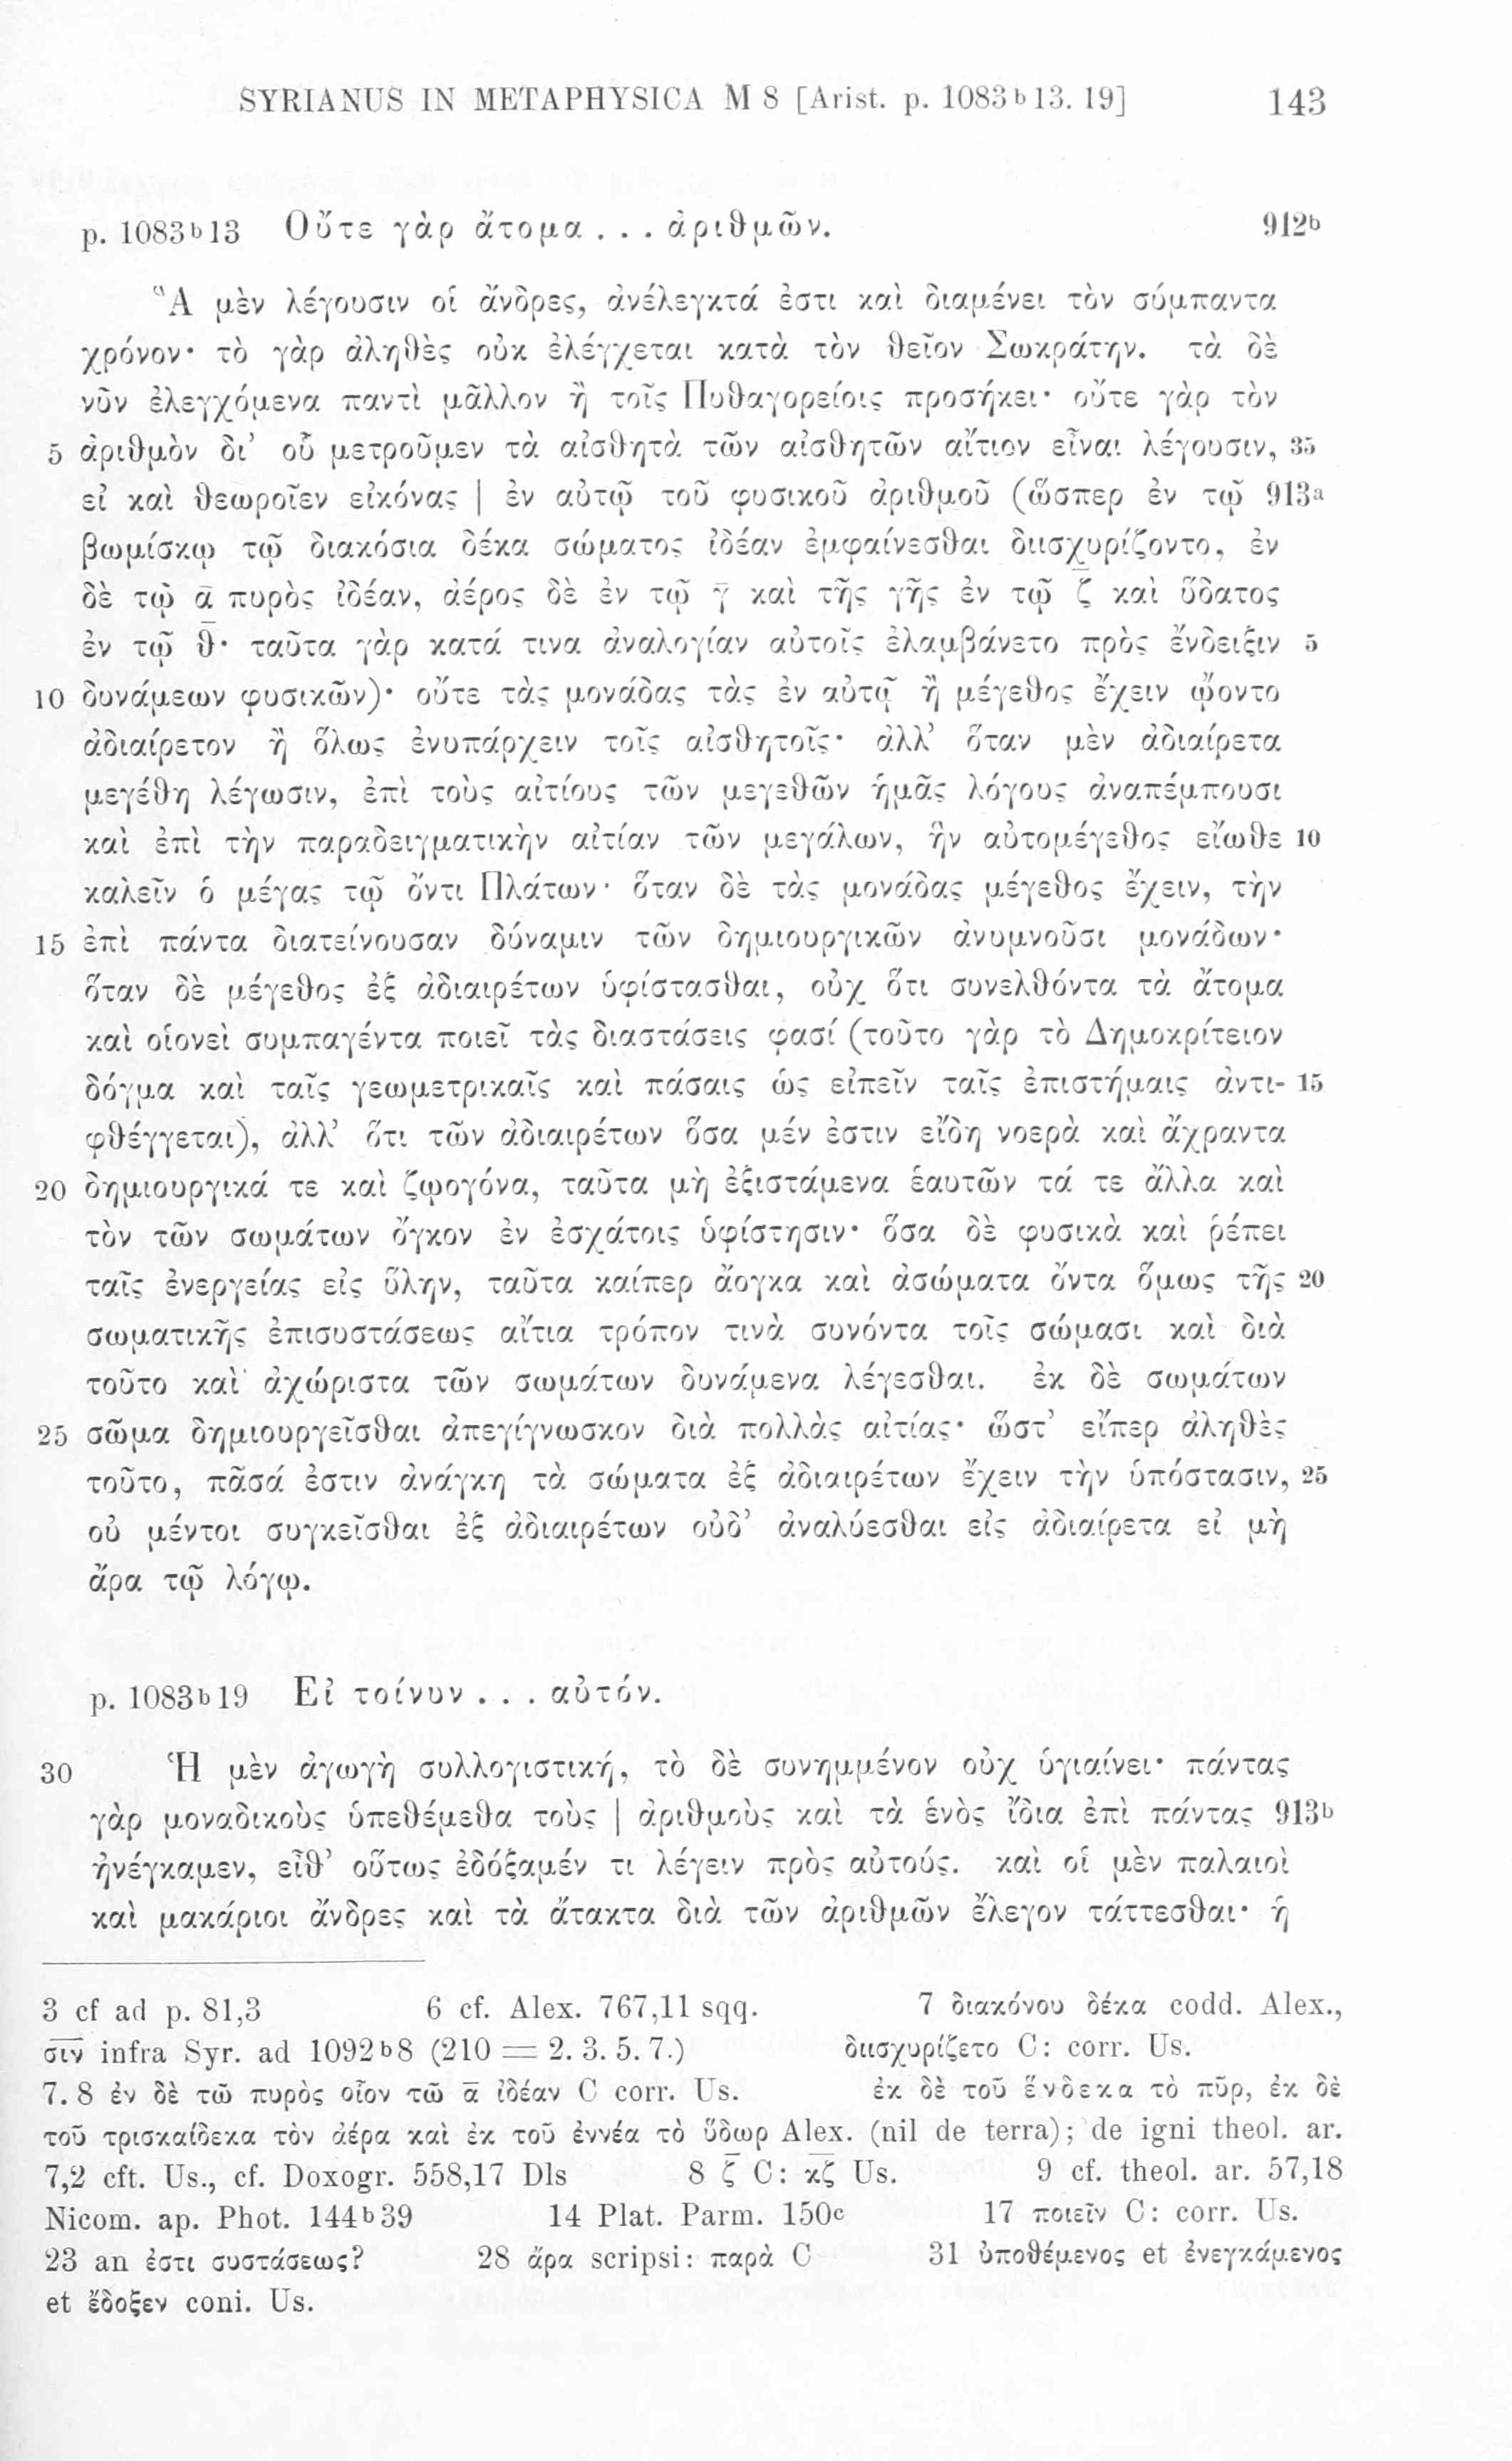 SYRIANUS IN METAPHYSICA M 8 [Arist. p. 1083 b 13. 19] 143
p. 1083 b 13 Οὔτε γὰρ ἄτομα . . . ἀριθμῶν. 912b
Ἃ μὲν λέγουσιν οἱ ἄνδρες, ἀνέλεγκτά ἐστι καὶ διαμένει τὸν σύμπαντα
χρόνον· τὸ γὰρ ἀληθὲς οὐκ ἐλέγχεται κατὰ τὸν θεῖον Σωκράτην. τὰ δὲ
νῦν ἐλεγχόμενα παντὶ μᾶλλον ἢ τοῖς Πυθαγορείοις προσήκει· οὔτε γὰρ τὸν
5 ἀριθμὸν δι’ οὗ μετροῦμεν τὰ αἰσθητὰ τῶν αἰσθητῶν αἴτιον εἶναι λέγουσιν, 35
εἰ καὶ θεωροῖεν εἰκόνας | ἐν αὐτῷ τοῦ φυσικοῦ ἀριθμοῦ (ὥσπερ ἐν τῷ 913a
βωμίσκῳ τῷ διακόσια δέκα σώματος ἰδέαν ἐμφαίνεσθαι διισχυρίζοντο, ἐν
δὲ τῷ α̅ πυρὸς ἰδέαν, ἀέρος δὲ ἐν τῷ γ̅ καὶ τῆς γῆς ἐν τῷ ζ̅ καὶ ὕδατος
ἐν τῷ θ̅· ταῦτα γὰρ κατά τινα ἀναλογίαν αὐτοῖς ἐλαμβάνετο πρὸς ἔνδειξιν 5
10 δυνάμεων φυσικῶν)· οὔτε τὰς μονάδας τὰς ἐν αὐτῷ ἢ μέγεθος ἔχειν ᾤοντο
ἀδιαίρετον ἢ ὅλως ἐνυπάρχειν τοῖς αἰσθητοῖς· ἀλλ’ ὅταν μὲν ἀδιαίρετα
μεγέθη λέγωσιν, ἐπὶ τοὺς αἰτίους τῶν μεγεθῶν ἡμᾶς λόγους ἀναπέμπουσι
καὶ ἐπὶ τὴν παραδειγματικὴν αἰτίαν τῶν μεγάλων, ἣν αὐτομέγεθος εἴωθε 10
καλεῖν ὁ μέγας τῷ ὄντι Πλάτων· ὅταν δὲ τὰς μονάδας μέγεθος ἔχειν, τὴν
15 ἐπὶ πάντα διατείνουσαν δύναμιν τῶν δημιουργικῶν ἀνυμνοῦσι μονάδων·
ὅταν δὲ μέγεθος ἐξ ἀδιαιρέτων ὑφίστασθαι, οὐχ ὅτι συνελθόντα τὰ ἄτομα
καὶ οἱονεὶ συμπαγέντα ποιεῖ τὰς διαστάσεις φασί (τοῦτο γὰρ τὸ Δημοκρίτειον
δόγμα καὶ ταῖς γεωμετρικαῖς καὶ πάσαις ὡς εἰπεῖν ταῖς ἐπιστήμαις ἀντι- 15
φθέγγεται), ἀλλ’ ὅτι τῶν ἀδιαιρέτων ὅσα μέν ἐστιν εἴδη νοερὰ καὶ ἄχραντα
20 δημιουργικά τε καὶ ζῳογόνα, ταῦτα μὴ ἐξιστάμενα ἑαυτῶν τά τε ἄλλα καὶ
τὸν τῶν σωμάτων ὄγκον ἐν ἐσχάτοις ὑφίστησιν· ὅσα δὲ φυσικὰ καὶ ῥέπει
ταῖς ἐνεργείας εἰς ὕλην, ταῦτα καίπερ ἄογκα καὶ ἀσώματα ὄντα ὅμως τῆς 20
σωματικῆς ἐπισυστάσεως αἴτια τρόπον τινὰ συνόντα τοῖς σώμασι καὶ διὰ
τοῦτο καὶ ἀχώριστα τῶν σωμάτων δυνάμενα λέγεσθαι. ἐκ δὲ σωμάτων
25 σῶμα δημιουργεῖσθαι ἀπεγίγνωσκον διὰ πολλὰς αἰτίας· ὥστ’ εἴπερ ἀληθὲς
τοῦτο, πᾶσά ἐστιν ἀνάγκη τὰ σώματα ἐξ ἀδιαιρέτων ἔχειν τὴν ὑπόστασιν, 25
οὐ μέντοι συγκεῖσθαι ἐξ ἀδιαιρέτων οὐδ’ ἀναλύεσθαι εἰς ἀδιαίρετα εἰ μὴ
ἄρα τῷ λόγῳ.
p. 1083 b 19 Εἰ τοίνυν . . . αὐτόν.
30 Ἡ μὲν ἀγωγὴ συλλογιστική, τὸ δὲ συνημμένον οὐχ ὑγιαίνει· πάντας
γὰρ μοναδικοὺς ὑπεθέμεθα τοὺς | ἀριθμοὺς καὶ τὰ ἑνὸς ἴδια ἐπὶ πάντας 913b
ἠνέγκαμεν, εἶθ’ οὕτως ἐδόξαμέν τι λέγειν πρὸς αὐτούς. καὶ οἱ μὲν παλαιοὶ
καὶ μακάριοι ἄνδρες καὶ τὰ ἄτακτα διὰ τῶν ἀριθμῶν ἔλεγον τάττεσθαι· ἡ
3 cf ad p. 81,3 6 cf. Alex. 767,11 sqq. 7 διακόνου δέκα codd. Alex.,
σιν infra Syr. ad 1092 b 8 (210 = 2. 3. 5. 7.) διισχυρίζετο C: corr. Us.
7. 8 ἐν δὲ τῶ πυρὸς οἷον τῶ α̅ ἰδέαν C corr. Us. ἐκ δὲ τοῦ ἕνδεκα τὸ πῦρ, ἐκ δὲ
τοῦ τρισκαίδεκα τὸν ἀέρα καὶ ἐκ τοῦ ἐννέα τὸ ὕδωρ Alex. (nil de terra); de igni theol. ar.
7,2 cft. Us., cf. Doxogr. 558,17 Dls 8 ζ̅ C: κζ̅ Us. 9 cf. theol. ar. 57,18
Nicom. ap. Phot. 144 b 39 14 Plat. Parm. 150c 17 ποιεῖν C: corr. Us.
23 an ἐστι συστάσεως? 28 ἄρα scripsi: παρὰ C 31 ὑποθέμενος et ἐνεγκάμενος
et ἔδοξεν coni. Us.